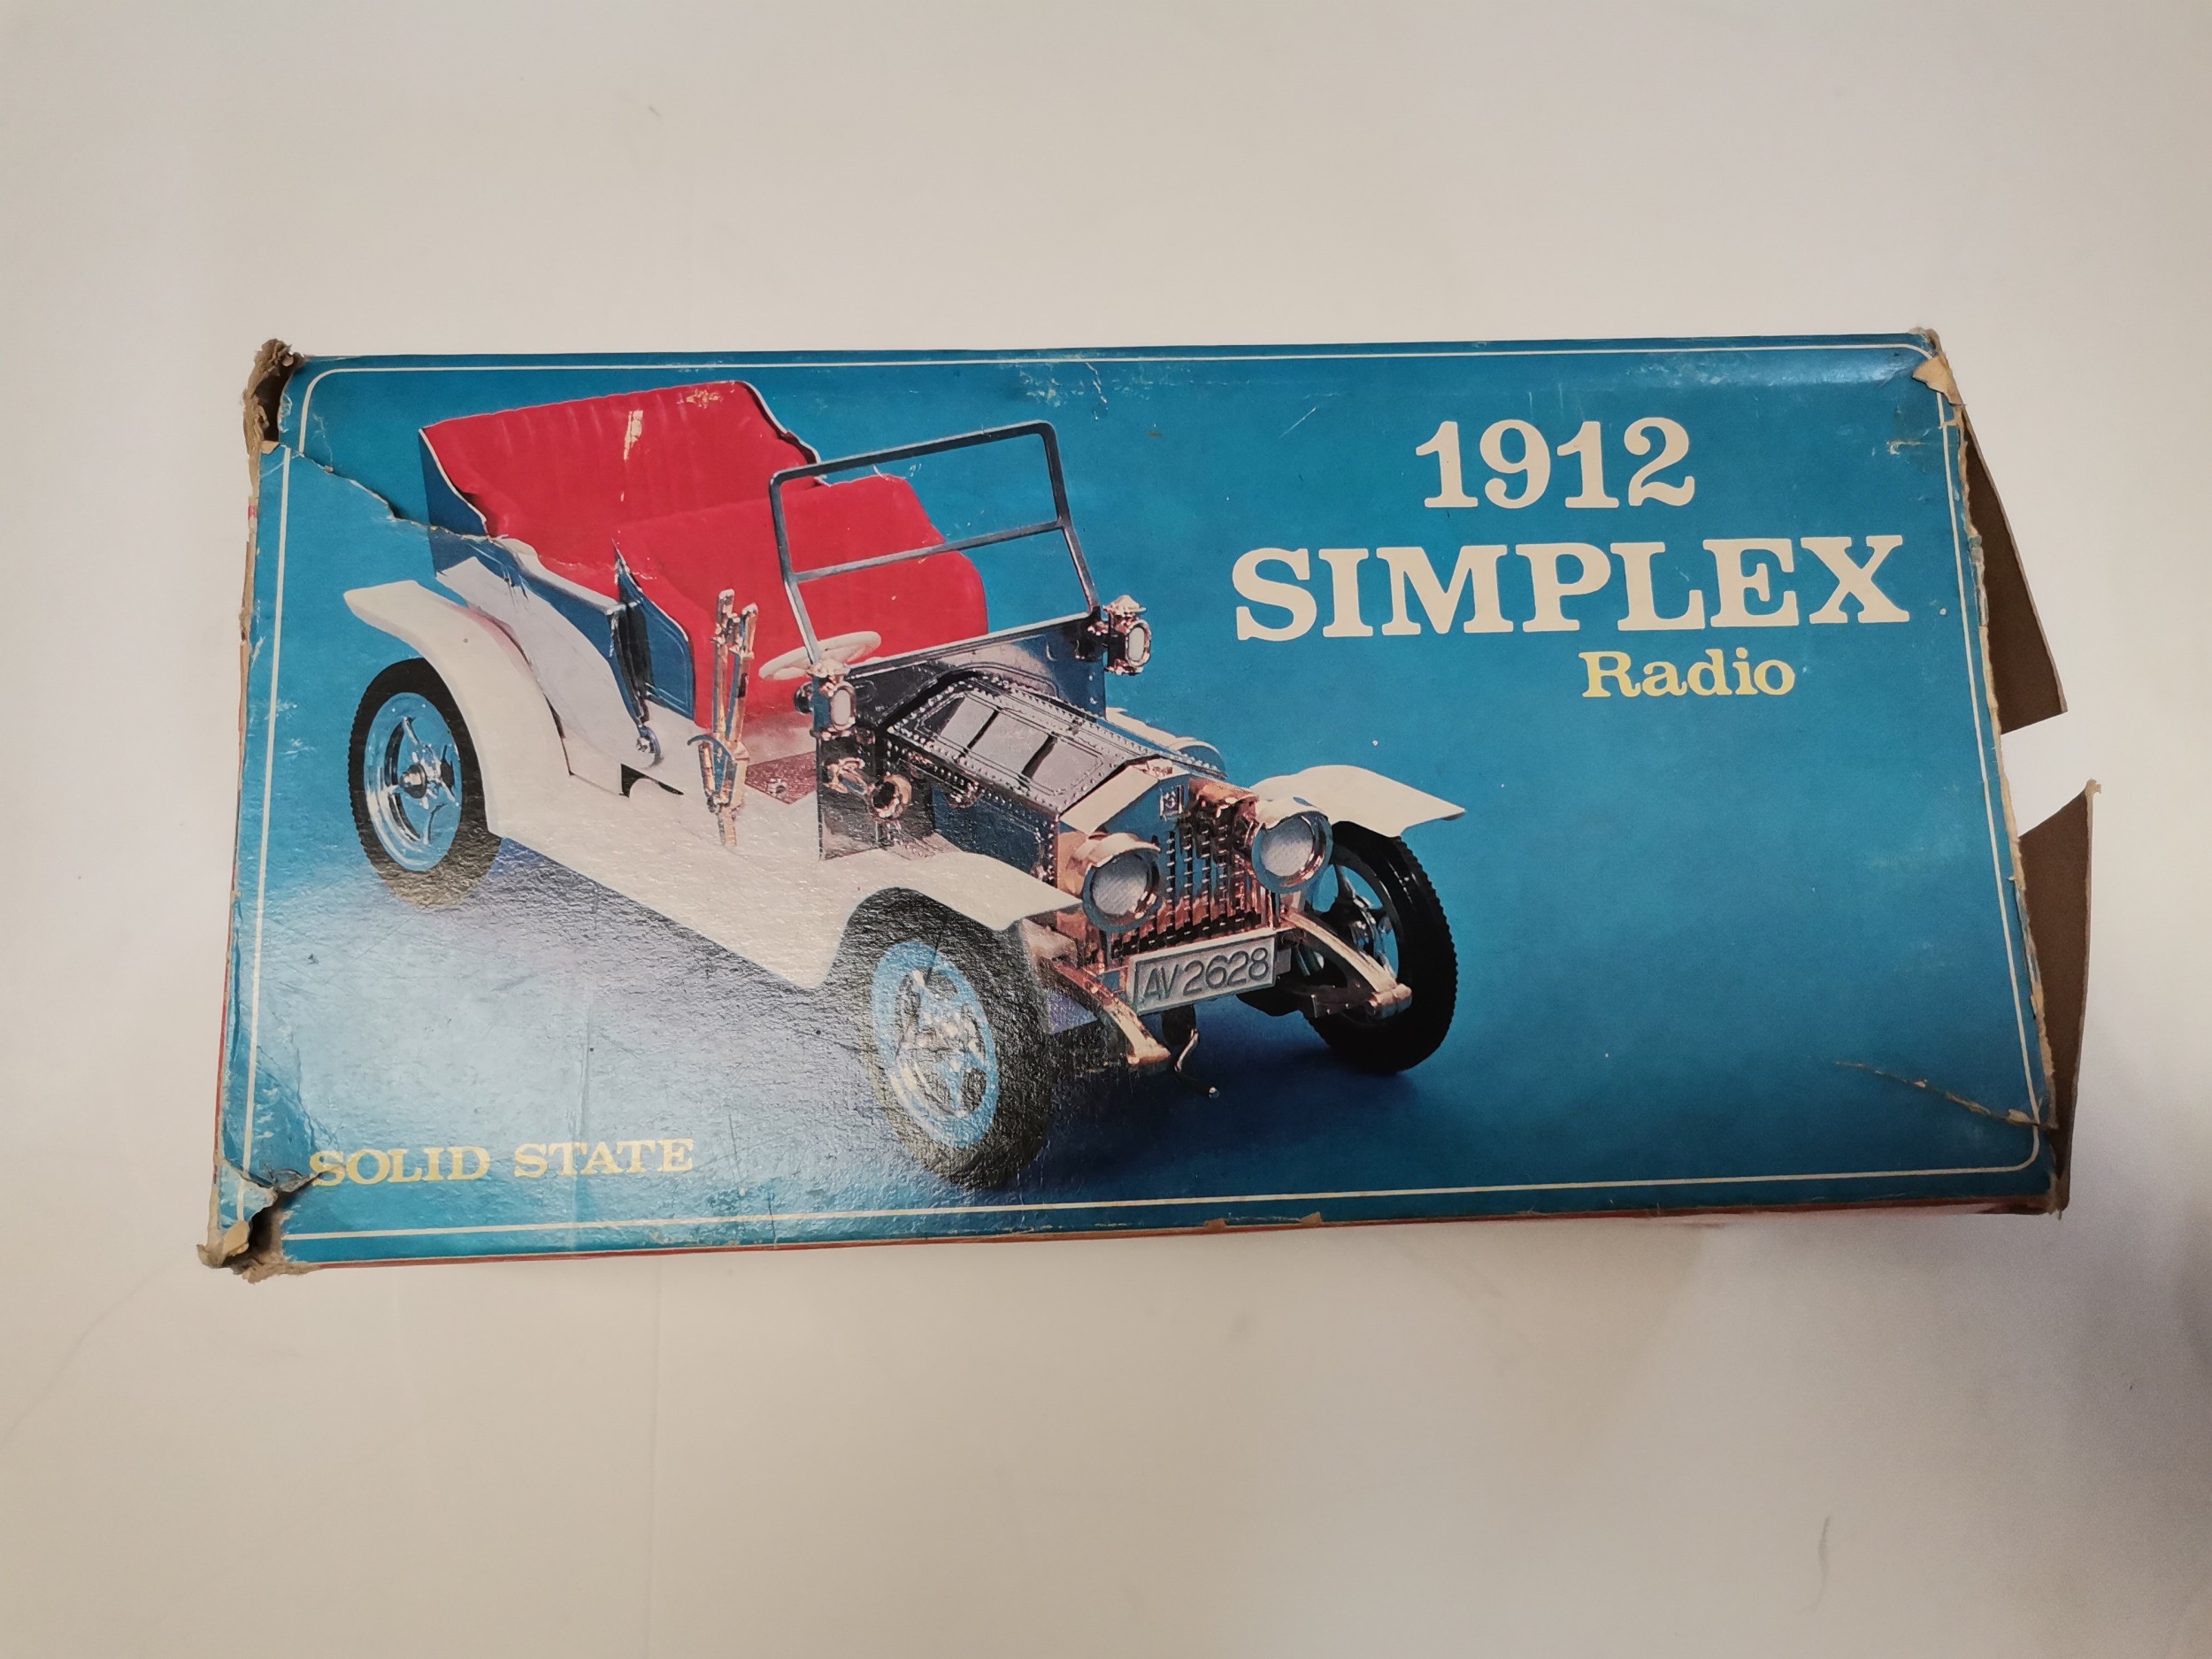 1912
SIMPLEX
Radio
AV 2628
SOLID STATE